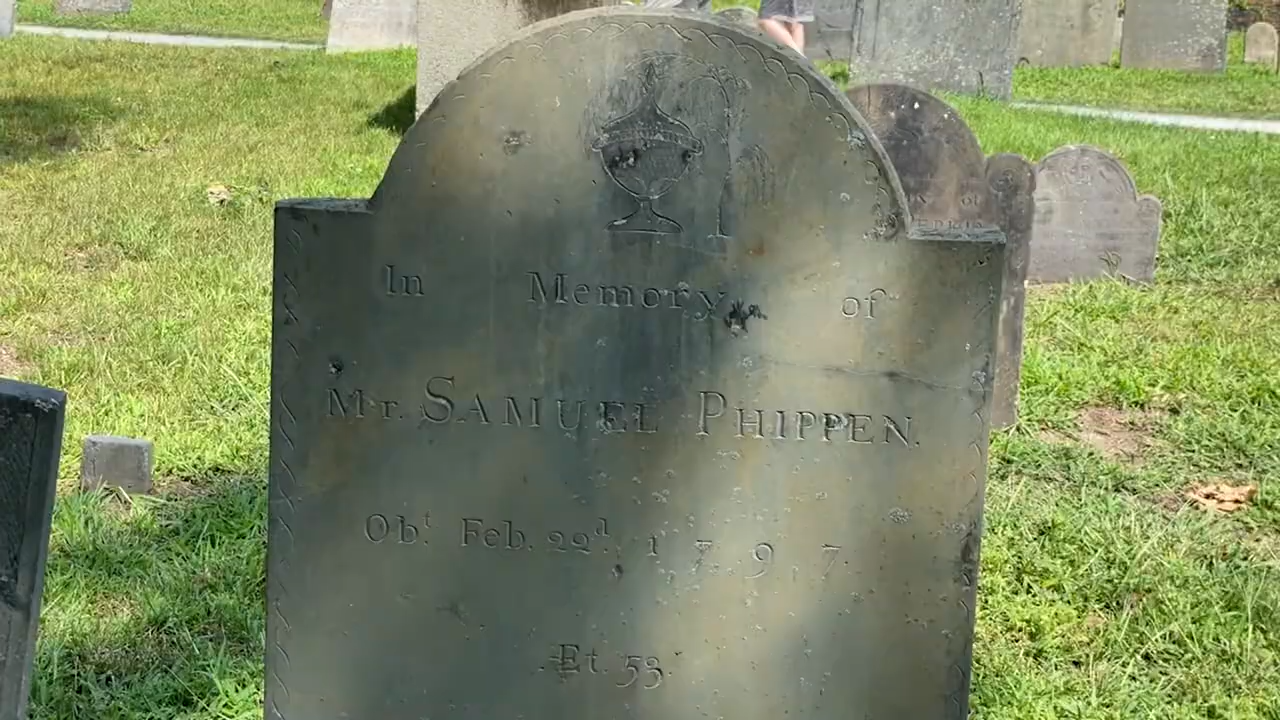 In Memory of
Mr. SAMUEL PHIPPEN.
Obt. Feb. 22d. 1797.
Æt. 53.